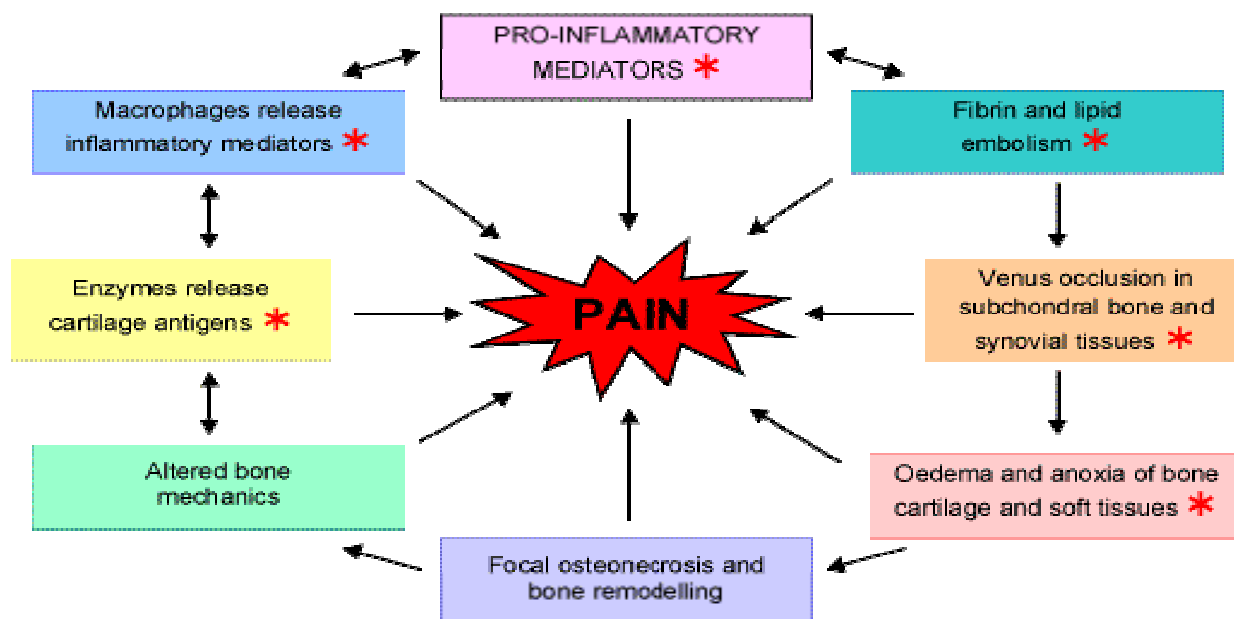 PRO-INFLAMMATORY
MEDIATORS *
Macrophages release
inflammatory mediators *
Fibrin and lipid
embolism *
Enzymes release
cartilage antigens *
PAIN
Venus occlusion in
subchondral bone and
synovial tissues *
Altered bone
mechanics
Oedema and anoxia of bone
cartilage and soft tissues *
Focal osteonecrosis and
bone remodelling